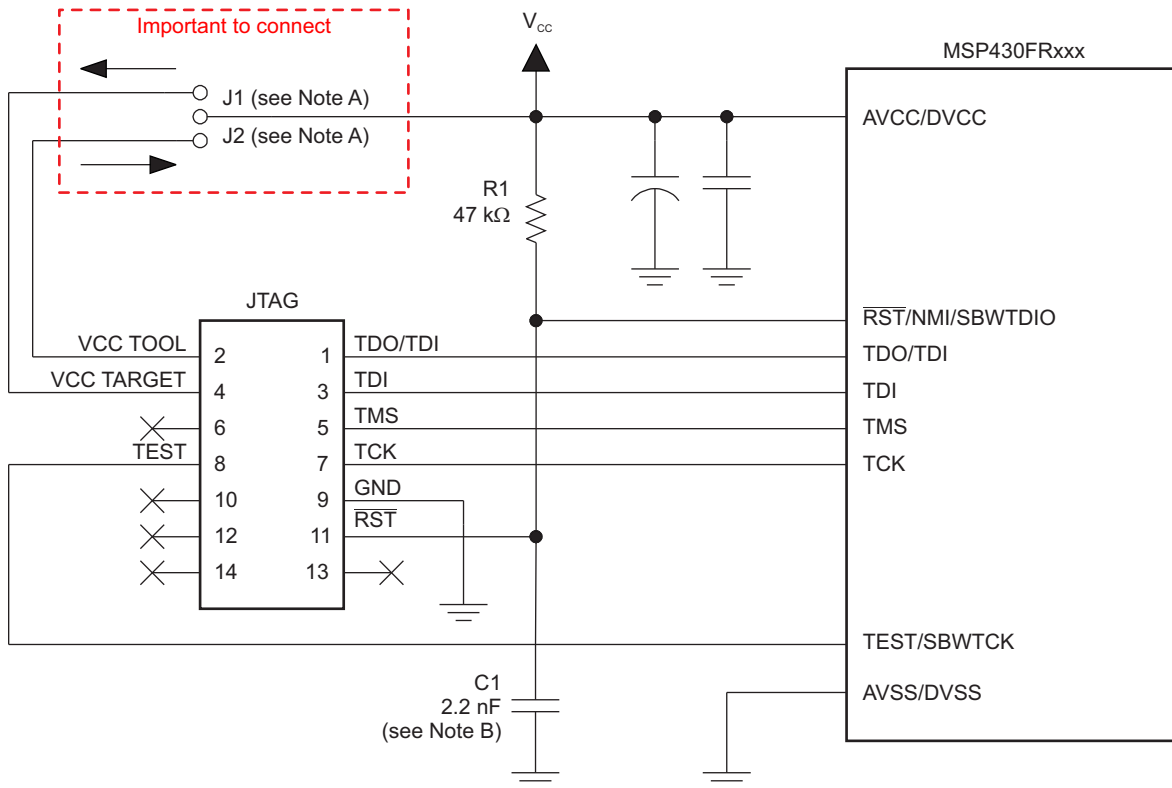 Important to connect
VCC
MSP430FRxxx
J1 (see Note A)
J2 (see Note A)
AVCC/DVCC
R1
47 kΩ
JTAG
RST/NMI/SBWTDIO
VCC TOOL 2 1 TDO/TDI TDO/TDI
VCC TARGET 4 3 TDI TDI
6 5 TMS TMS
TEST 8 7 TCK TCK
10 9 GND
12 11 RST
14 13
TEST/SBWTCK
C1
2.2 nF
(see Note B)
AVSS/DVSS